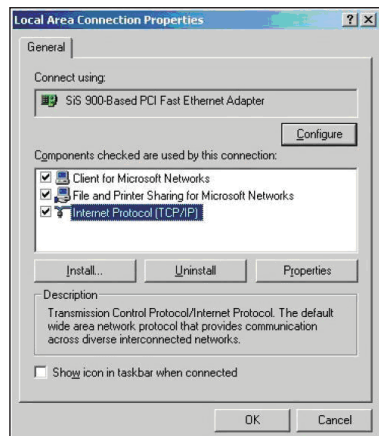 Local Area Connection Properties
General
Connect using:
SiS 900-Based PCI Fast Ethernet Adapter
Configure
Components checked are used by this connection:
Client for Microsoft Networks
File and Printer Sharing for Microsoft Networks
Internet Protocol (TCP/IP)
Install...
Uninstall
Properties
Description
Transmission Control Protocol/Internet Protocol. The default
wide area network protocol that provides communication
across diverse interconnected networks.
Show icon in taskbar when connected
OK
Cancel